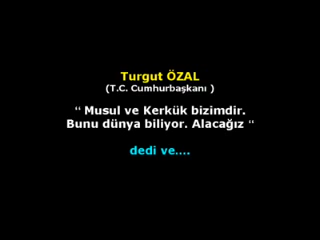 Turgut ÖZAL
(T.C. Cumhurbaşkanı )
“ Musul ve Kerkük bizimdir.
Bunu dünya biliyor. Alacağız “
dedi ve....